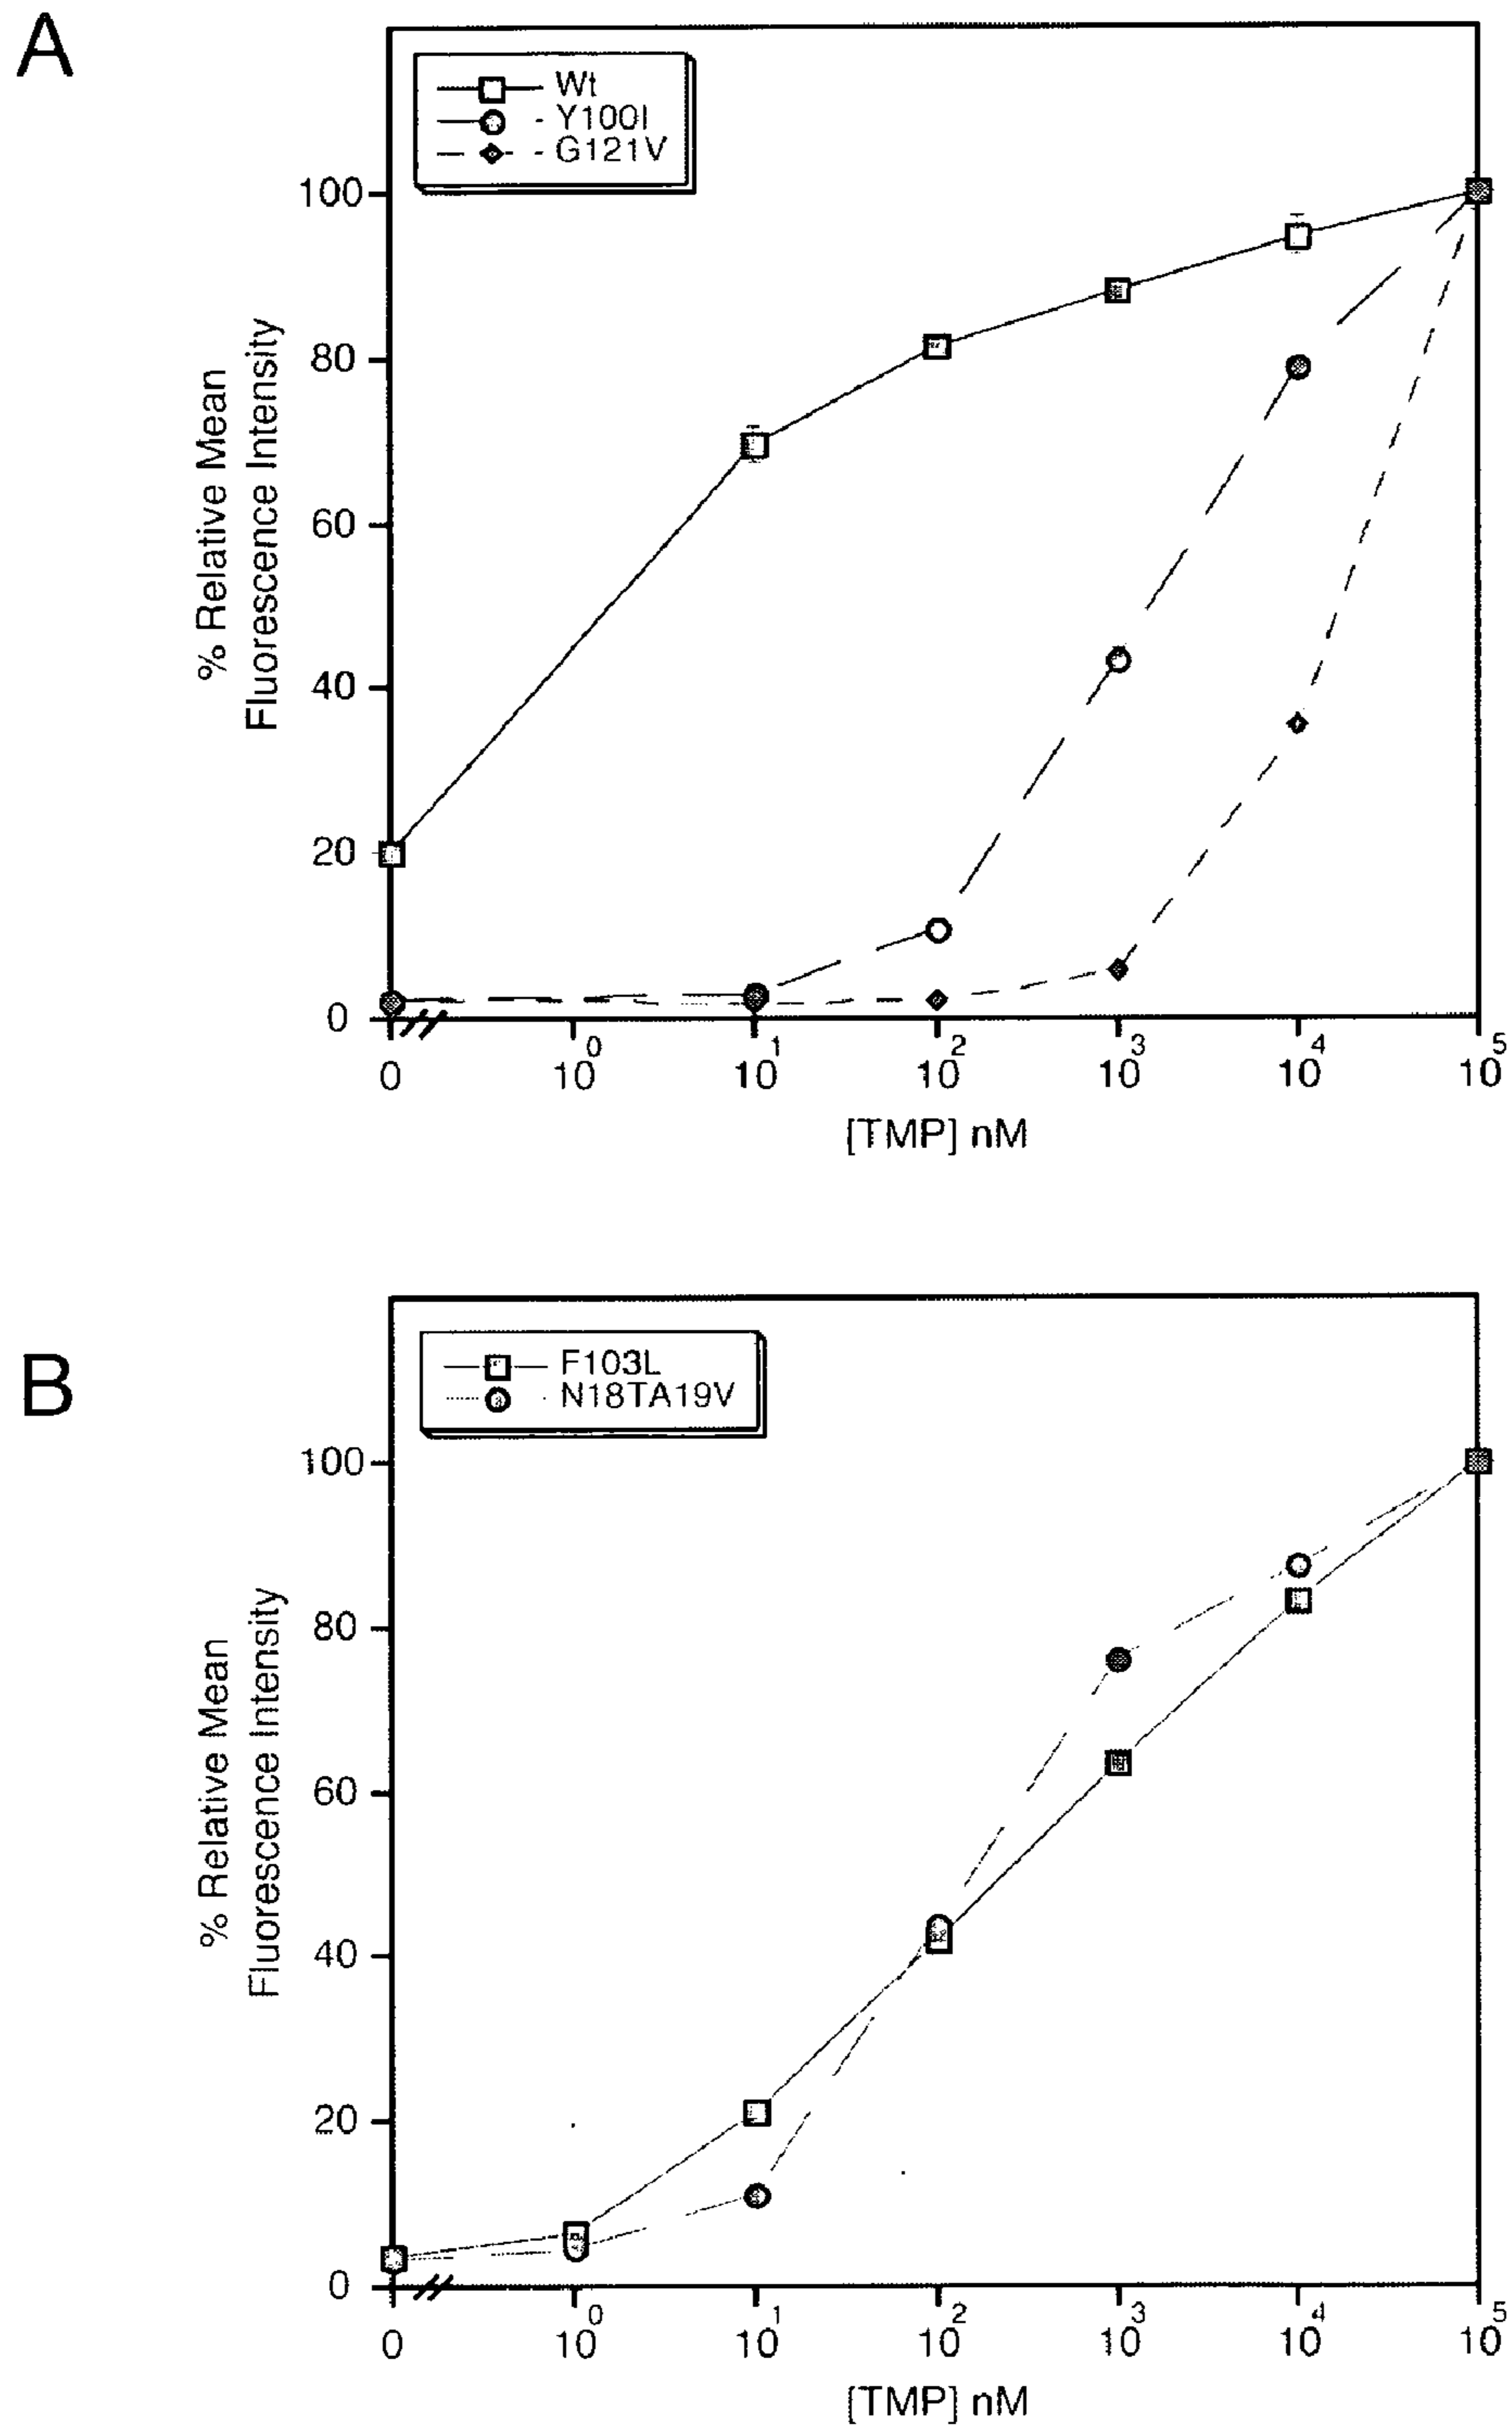 A
Wt
Y100I
G121V
100
80
60
40
20
0
% Relative Mean
Fluorescence Intensity
0 10^0 10^1 10^2 10^3 10^4 10^5
[TMP] nM
B
F103L
N18TA19V
100
80
60
40
20
0
% Relative Mean
Fluorescence Intensity
0 10^0 10^1 10^2 10^3 10^4 10^5
[TMP] nM